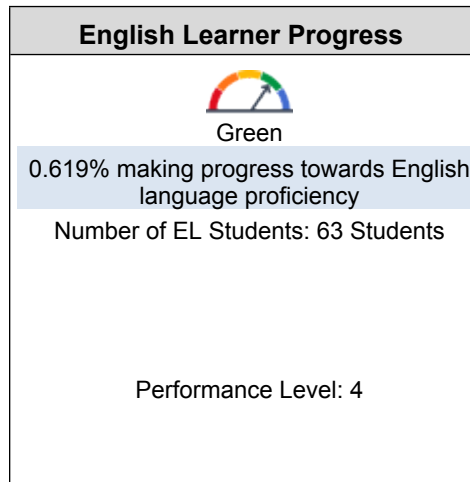 English Learner Progress
Green
0.619% making progress towards English
language proficiency
Number of EL Students: 63 Students
Performance Level: 4